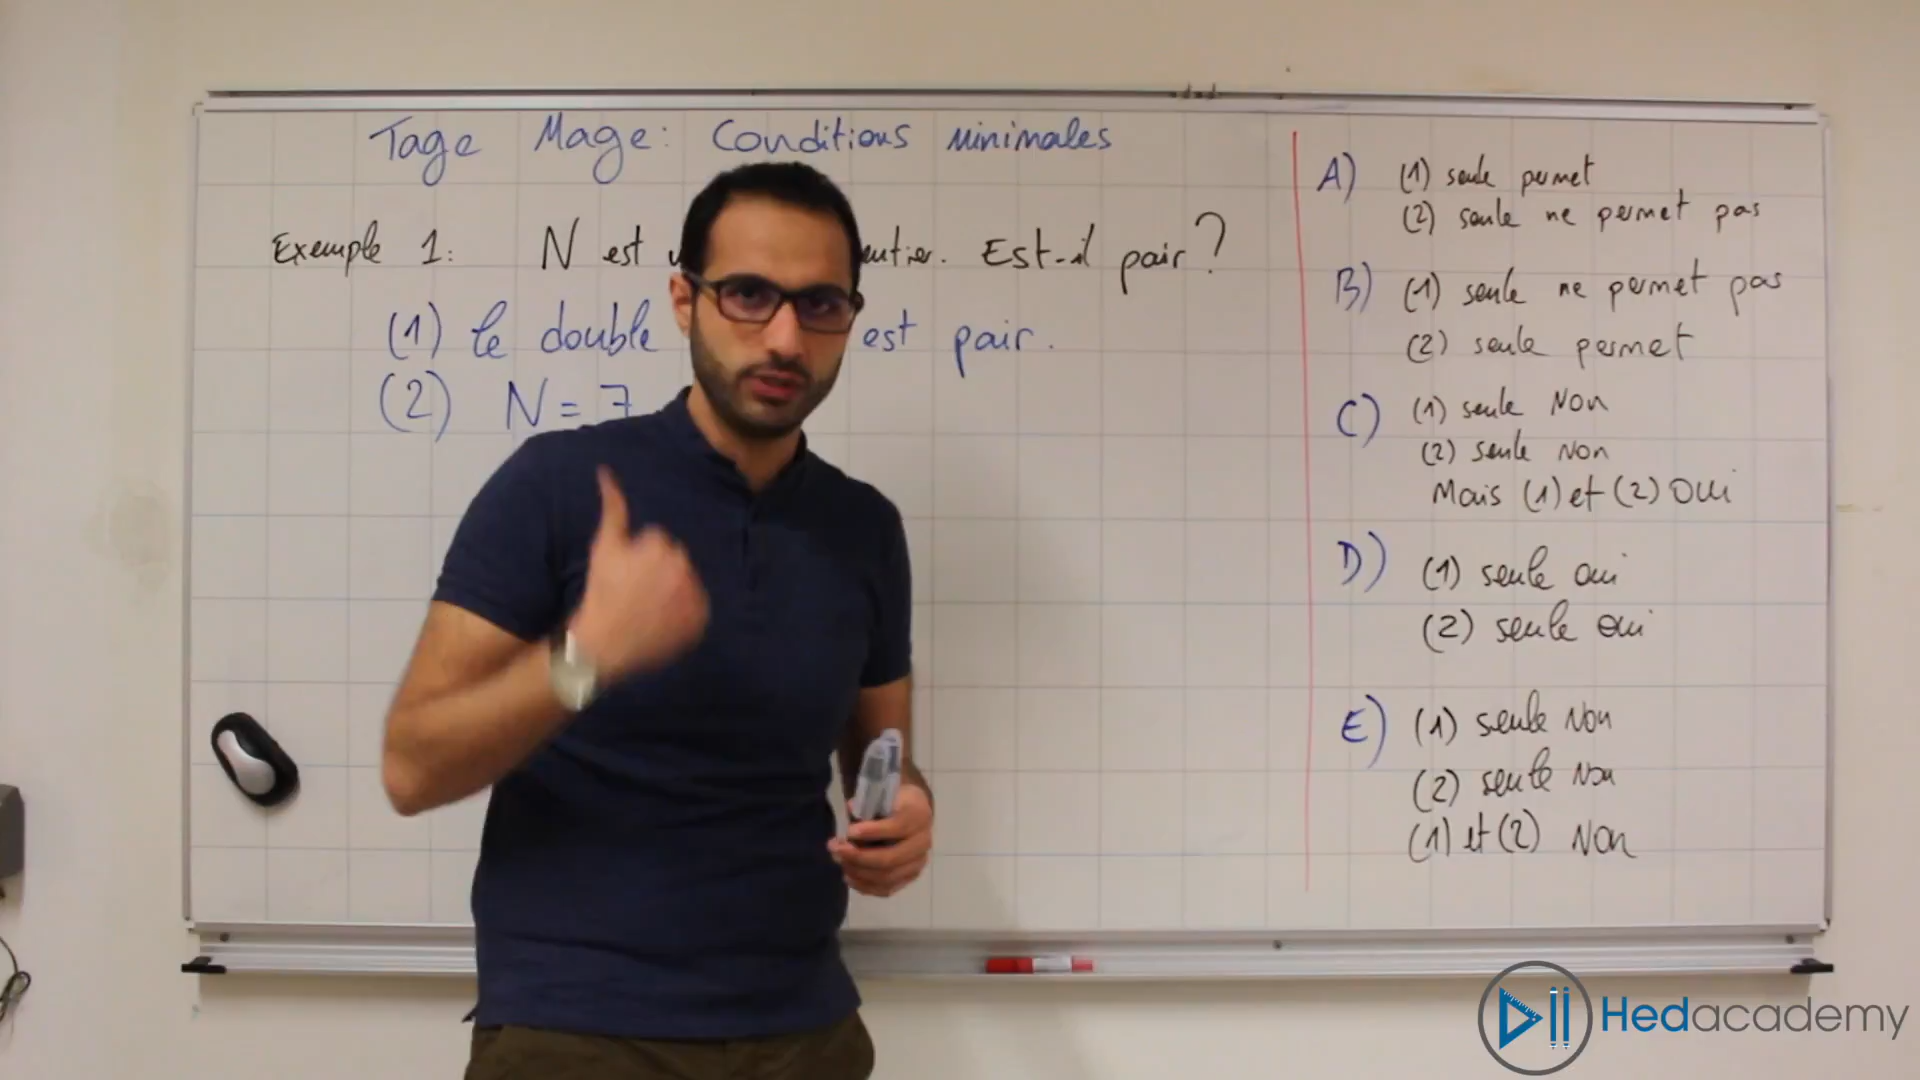 Tage Mage: Conditions minimales
Exemple 1: N est entier. Est-il pair?
(1) le double est pair.
(2) N = 7
A) (1) seule permet
(2) seule ne permet pas
B) (1) seule ne permet pas
(2) seule permet
C) (1) seule Non
(2) seule Non
Mais (1) et (2) OUI
D) (1) seule oui
(2) seule oui
E) (1) seule Non
(2) seule Non
(1) et (2) Non
Hedacademy